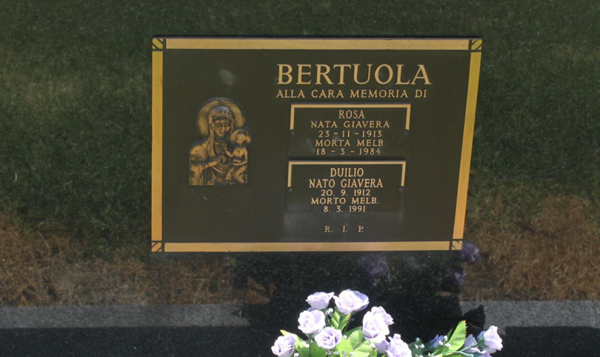 BERTUOLA
ALLA CARA MEMORIA DI
ROSA
NATA GIAVERA
23-11-1913
MORTA MELB.
18-3-1984
DUILIO
NATO GIAVERA
20. 9. 1912
MORTO MELB.
8. 3. 1991
R. I. P.